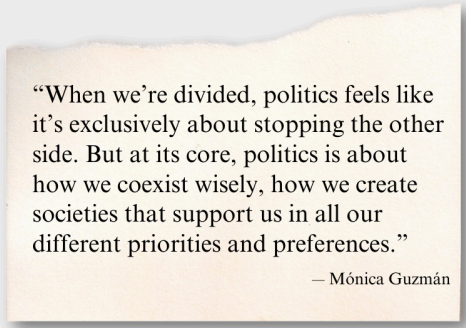 “When we’re divided, politics feels like
it’s exclusively about stopping the other
side. But at its core, politics is about
how we coexist wisely, how we create
societies that support us in all our
different priorities and preferences.”
— Mónica Guzmán